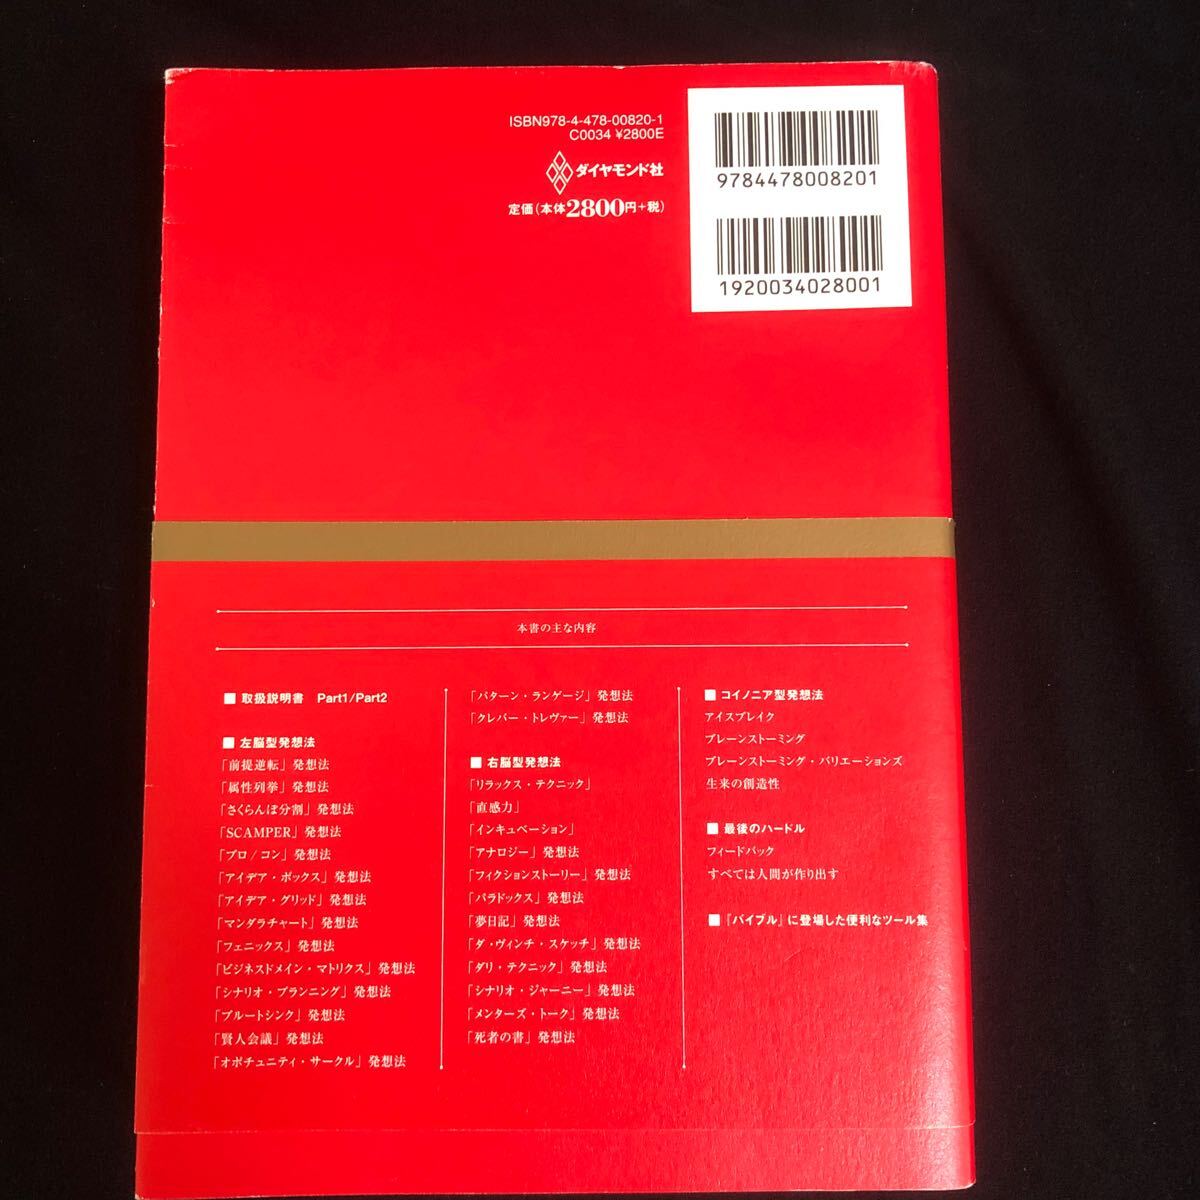 ISBN978-4-478-00820-1
C0034 ¥2800E
ダイヤモンド社
定価(本体2800円+税)
9784478008201
1920034028001
本書の主な内容
■ 取扱説明書 Part1/Part2
■ 左脳型発想法
「前提逆転」発想法
「属性列挙」発想法
「さくらんぼ分割」発想法
「SCAMPER」発想法
「プロ/コン」発想法
「アイデア・ボックス」発想法
「アイデア・グリッド」発想法
「マンダラチャート」発想法
「フェニックス」発想法
「ビジネスドメイン・マトリクス」発想法
「シナリオ・プランニング」発想法
「ブルートシンク」発想法
「賢人会議」発想法
「オポチュニティ・サークル」発想法
「パターン・ランゲージ」発想法
「クレバー・トレヴァー」発想法
■ 右脳型発想法
「リラックス・テクニック」
「直感力」
「インキュベーション」
「アナロジー」発想法
「フィクションストーリー」発想法
「パラドックス」発想法
「夢日記」発想法
「ダ・ヴィンチ・スケッチ」発想法
「ダリ・テクニック」発想法
「シナリオ・ジャーニー」発想法
「メンターズ・トーク」発想法
「死者の書」発想法
■ コイノニア型発想法
アイスブレイク
ブレーンストーミング
ブレーンストーミング・バリエーションズ
生来の創造性
■ 最後のハードル
フィードバック
すべては人間が作り出す
■ 『バイブル』に登場した便利なツール集